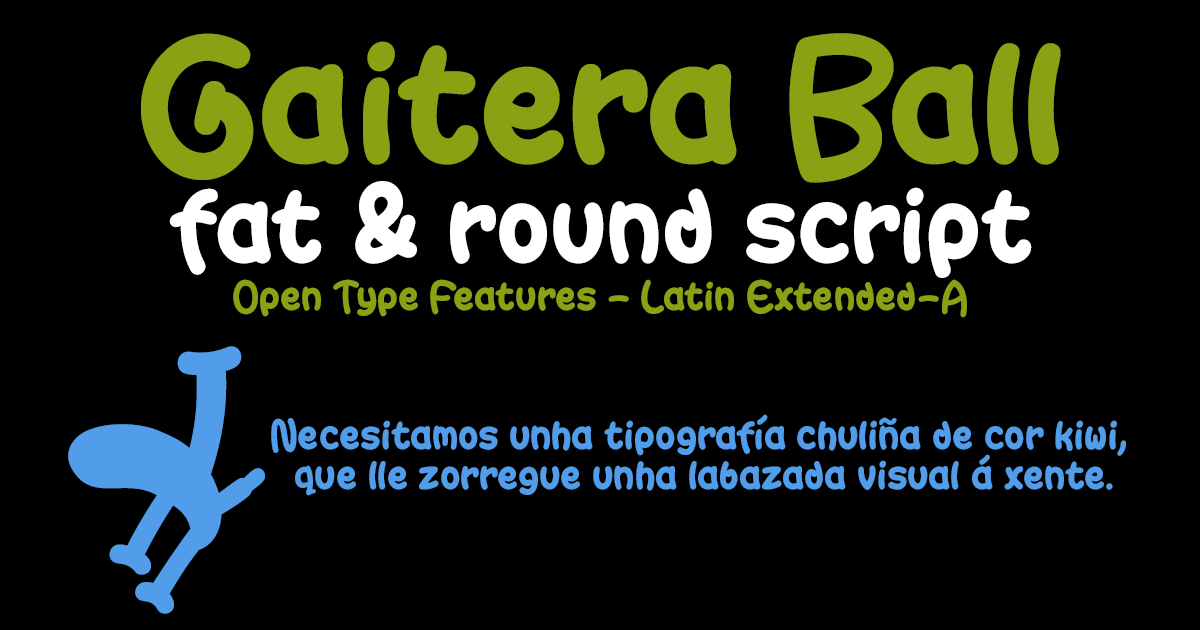 Gaitera Ball
fat & round script
Open Type Features - Latin Extended-A
Necesitamos unha tipografía chuliña de cor kiwi,
que lle zorregue unha labazada visual á xente.